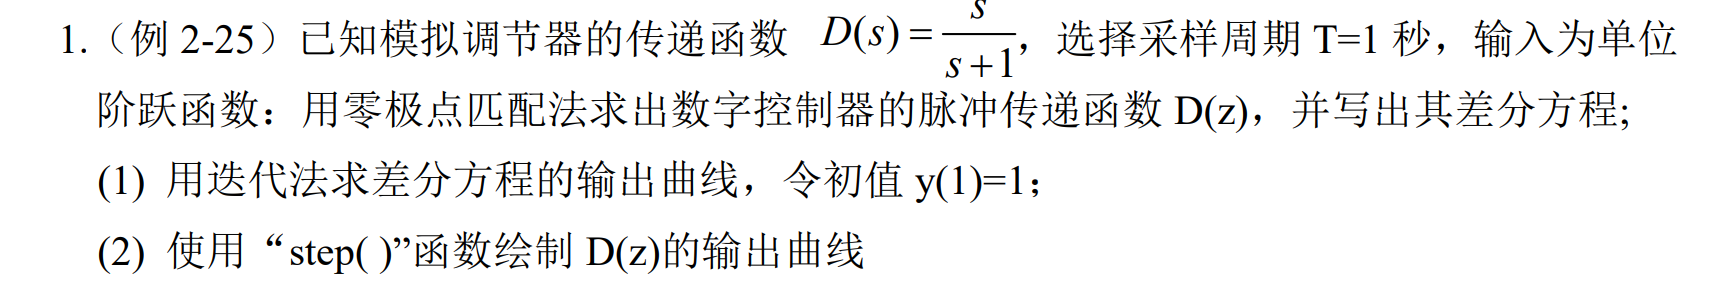 1.（例 2-25）已知模拟调节器的传递函数 D(s) = s/(s+1)，选择采样周期 T=1 秒，输入为单位
阶跃函数：用零极点匹配法求出数字控制器的脉冲传递函数 D(z)，并写出其差分方程;
(1) 用迭代法求差分方程的输出曲线，令初值 y(1)=1；
(2) 使用“step( )”函数绘制 D(z)的输出曲线